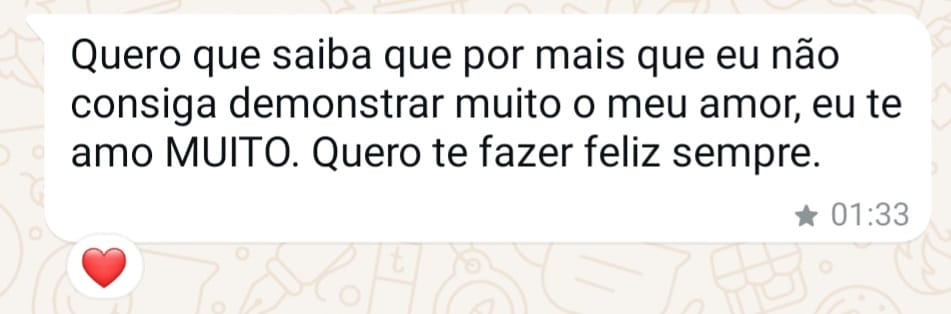 Quero que saiba que por mais que eu não
consiga demonstrar muito o meu amor, eu te
amo MUITO. Quero te fazer feliz sempre.
★ 01:33